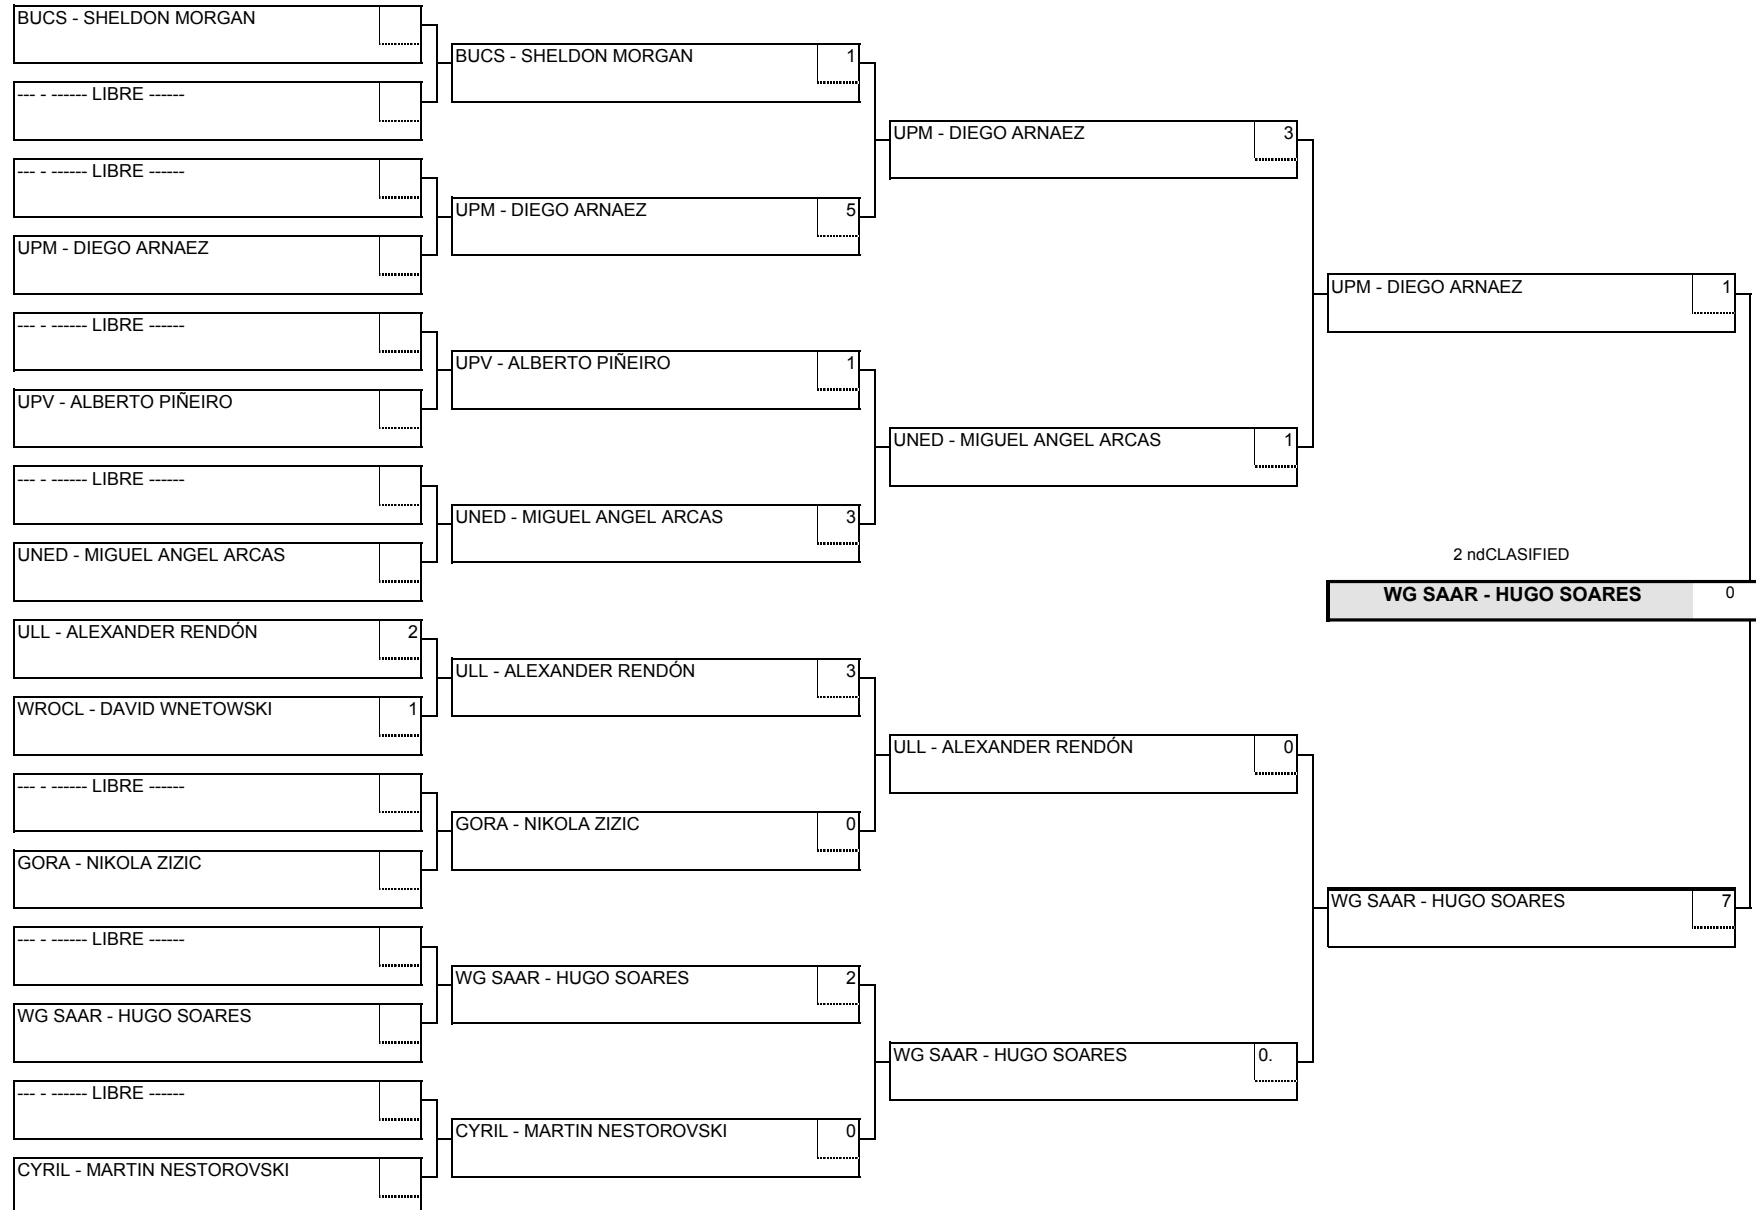 BUCS - SHELDON MORGAN
--- - ------ LIBRE ------
--- - ------ LIBRE ------
UPM - DIEGO ARNAEZ
--- - ------ LIBRE ------
UPV - ALBERTO PIÑEIRO
--- - ------ LIBRE ------
UNED - MIGUEL ANGEL ARCAS
ULL - ALEXANDER RENDÓN 2
WROCL - DAVID WNETOWSKI 1
--- - ------ LIBRE ------
GORA - NIKOLA ZIZIC
--- - ------ LIBRE ------
WG SAAR - HUGO SOARES
--- - ------ LIBRE ------
CYRIL - MARTIN NESTOROVSKI
BUCS - SHELDON MORGAN 1
UPM - DIEGO ARNAEZ 5
UPV - ALBERTO PIÑEIRO 1
UNED - MIGUEL ANGEL ARCAS 3
ULL - ALEXANDER RENDÓN 3
GORA - NIKOLA ZIZIC 0
WG SAAR - HUGO SOARES 2
CYRIL - MARTIN NESTOROVSKI 0
UPM - DIEGO ARNAEZ 3
UNED - MIGUEL ANGEL ARCAS 1
ULL - ALEXANDER RENDÓN 0
WG SAAR - HUGO SOARES 0.
UPM - DIEGO ARNAEZ 1
2 ndCLASIFIED
WG SAAR - HUGO SOARES 0
WG SAAR - HUGO SOARES 7